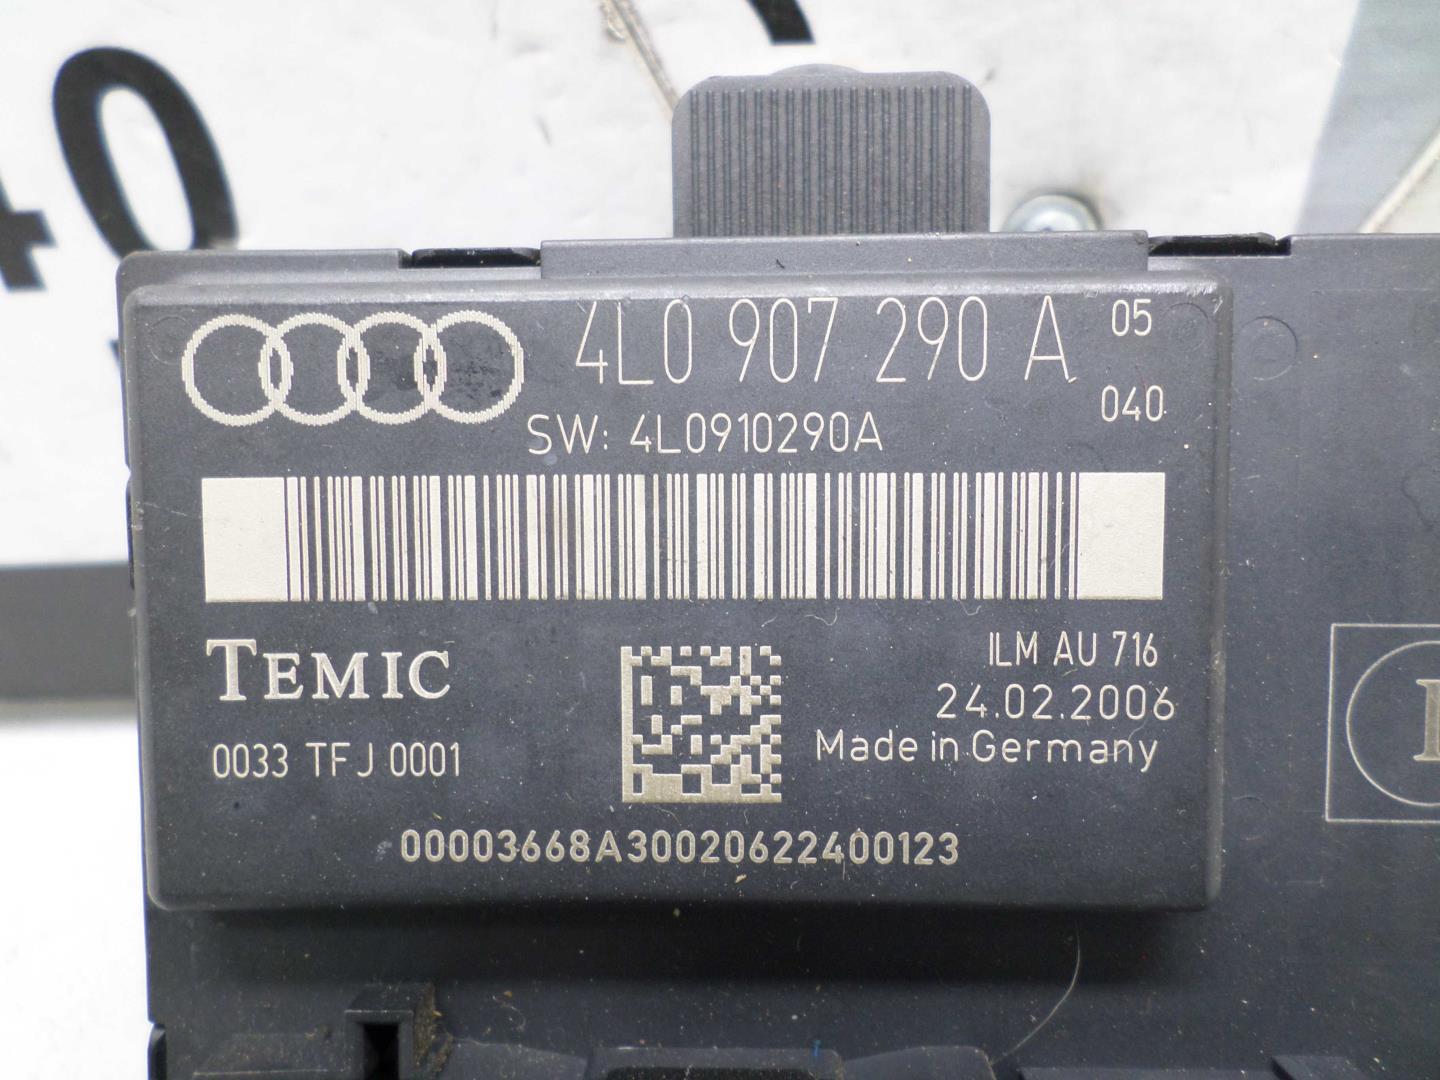 40
4L0 907 290 A 05
040
SW: 4L0910290A
TEMIC
ILM AU 716
24.02.2006
0033 TFJ 0001
Made in Germany
00003668A30020622400123